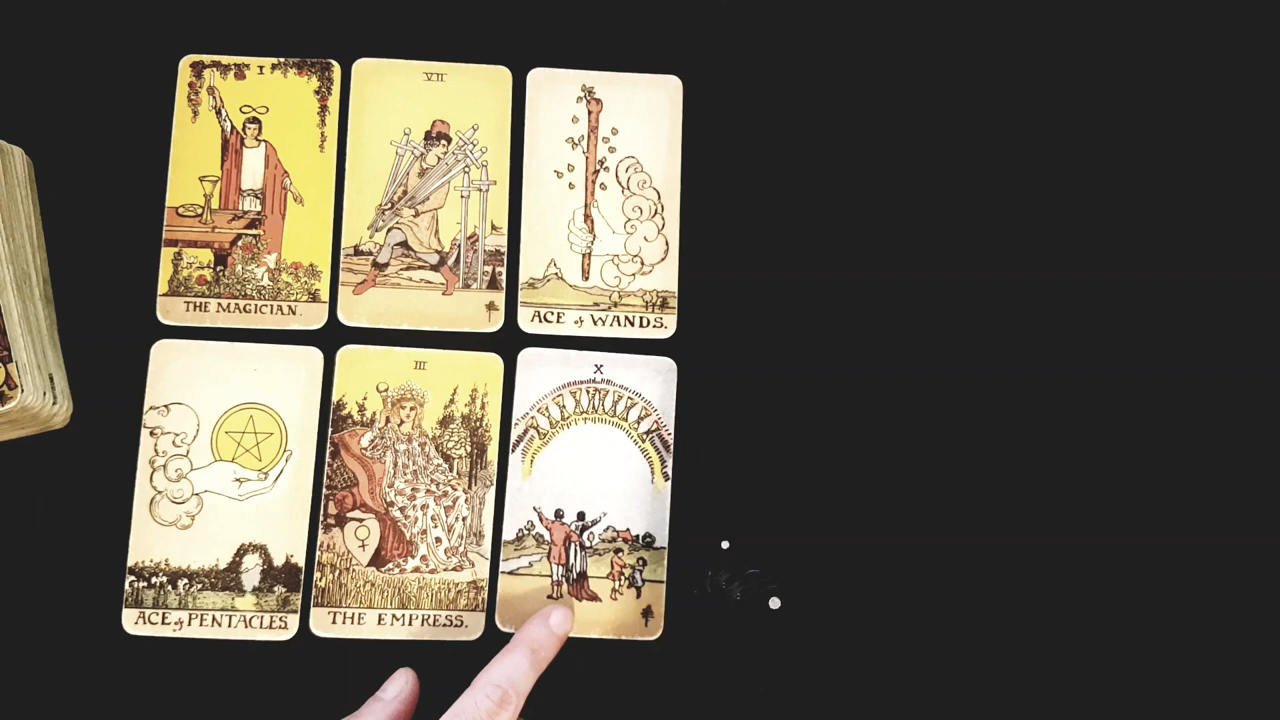 I
THE MAGICIAN.
VII
ACE of WANDS.
ACE of PENTACLES.
III
THE EMPRESS.
X